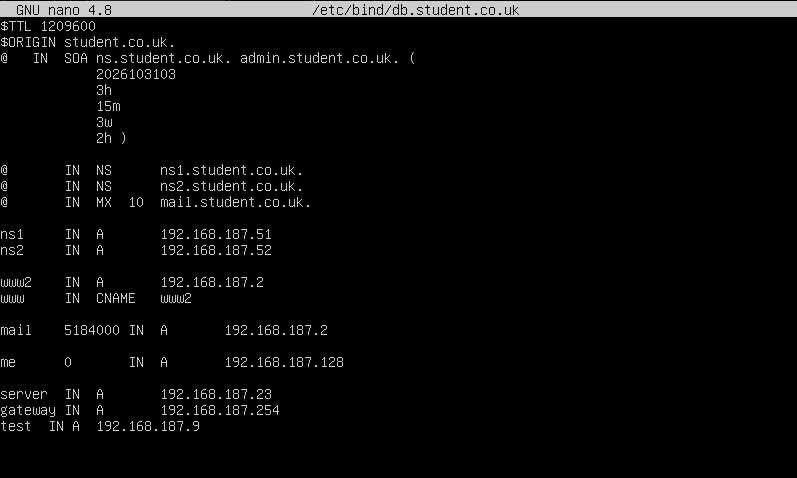 GNU nano 4.8 /etc/bind/db.student.co.uk
$TTL 1209600
$ORIGIN student.co.uk.
@ IN SOA ns.student.co.uk. admin.student.co.uk. (
2026103103
3h
15m
3w
2h )
@ IN NS ns1.student.co.uk.
@ IN NS ns2.student.co.uk.
@ IN MX 10 mail.student.co.uk.
ns1 IN A 192.168.187.51
ns2 IN A 192.168.187.52
www2 IN A 192.168.187.2
www IN CNAME www2
mail 5184000 IN A 192.168.187.2
me 0 IN A 192.168.187.128
server IN A 192.168.187.23
gateway IN A 192.168.187.254
test IN A 192.168.187.9